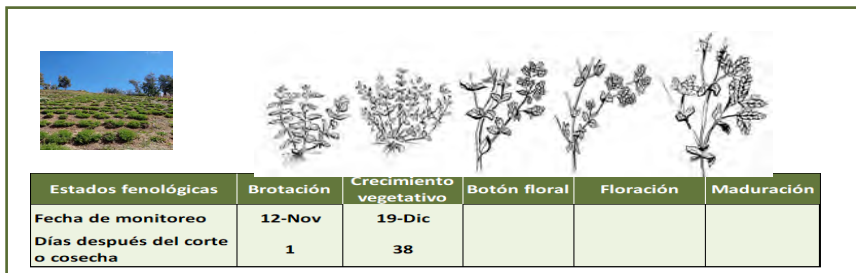 Estados fenológicas Brotación Crecimiento vegetativo Botón floral Floración Maduración
Fecha de monitoreo 12-Nov 19-Dic
Días después del corte o cosecha 1 38